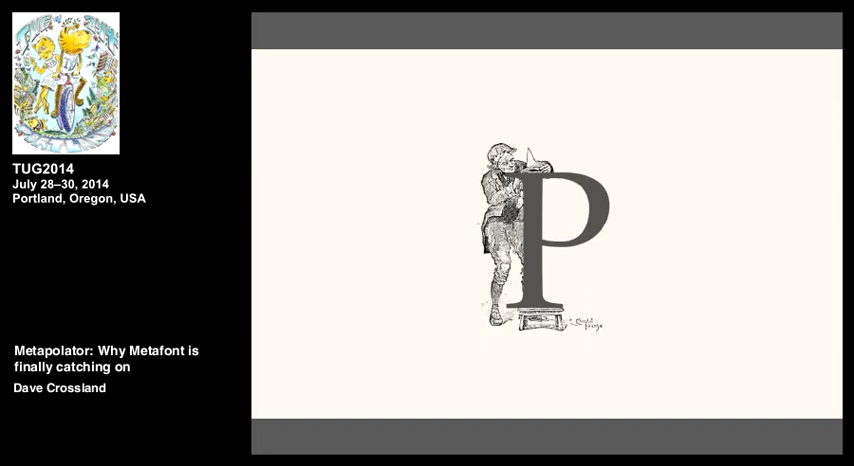 TUG2014
July 28–30, 2014
Portland, Oregon, USA
Metapolator: Why Metafont is
finally catching on
Dave Crossland
P